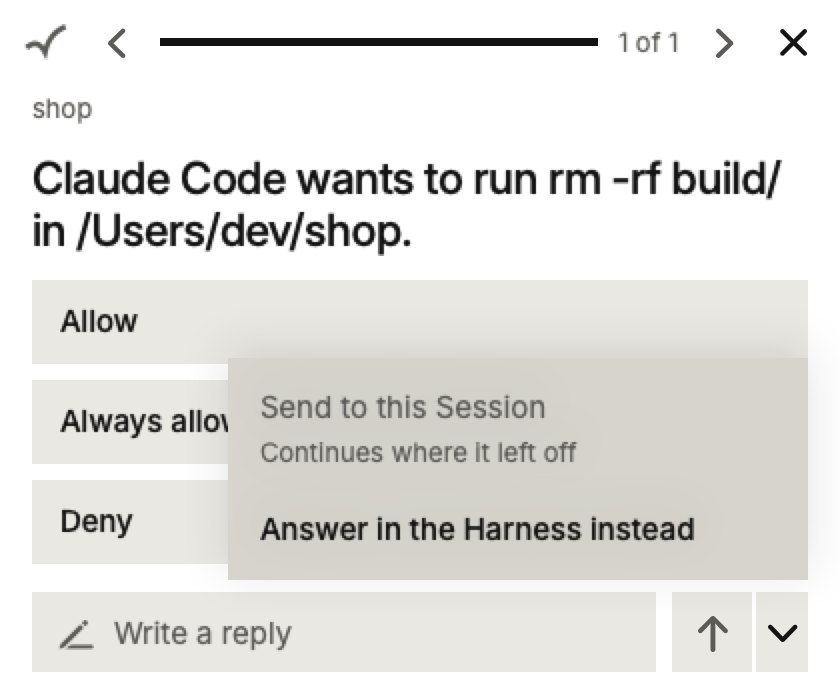 1 of 1
shop
Claude Code wants to run rm -rf build/
in /Users/dev/shop.
Allow
Always allow
Send to this Session
Continues where it left off
Deny
Answer in the Harness instead
Write a reply